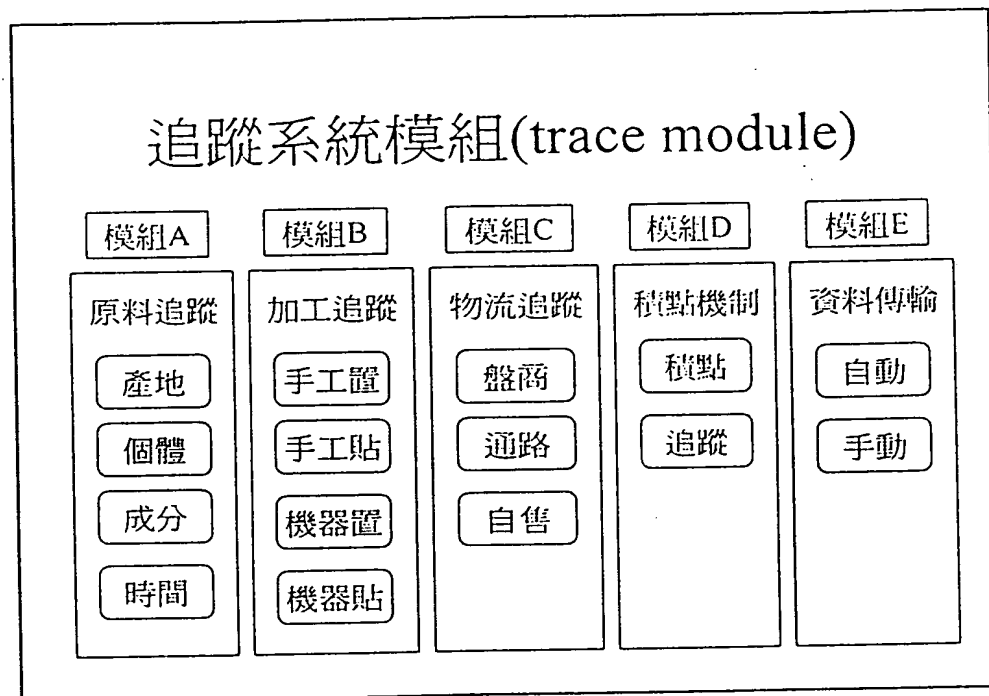 追蹤系統模組(trace module)
模組A
原料追蹤
產地
個體
成分
時間
模組B
加工追蹤
手工置
手工貼
機器置
機器貼
模組C
物流追蹤
盤商
通路
自售
模組D
積點機制
積點
追蹤
模組E
資料傳輸
自動
手動